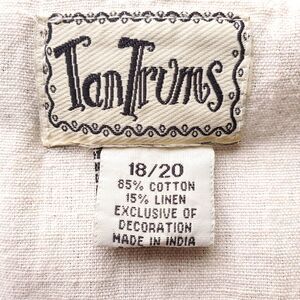 TanTrums
18/20
85% COTTON
15% LINEN
EXCLUSIVE OF
DECORATION
MADE IN INDIA